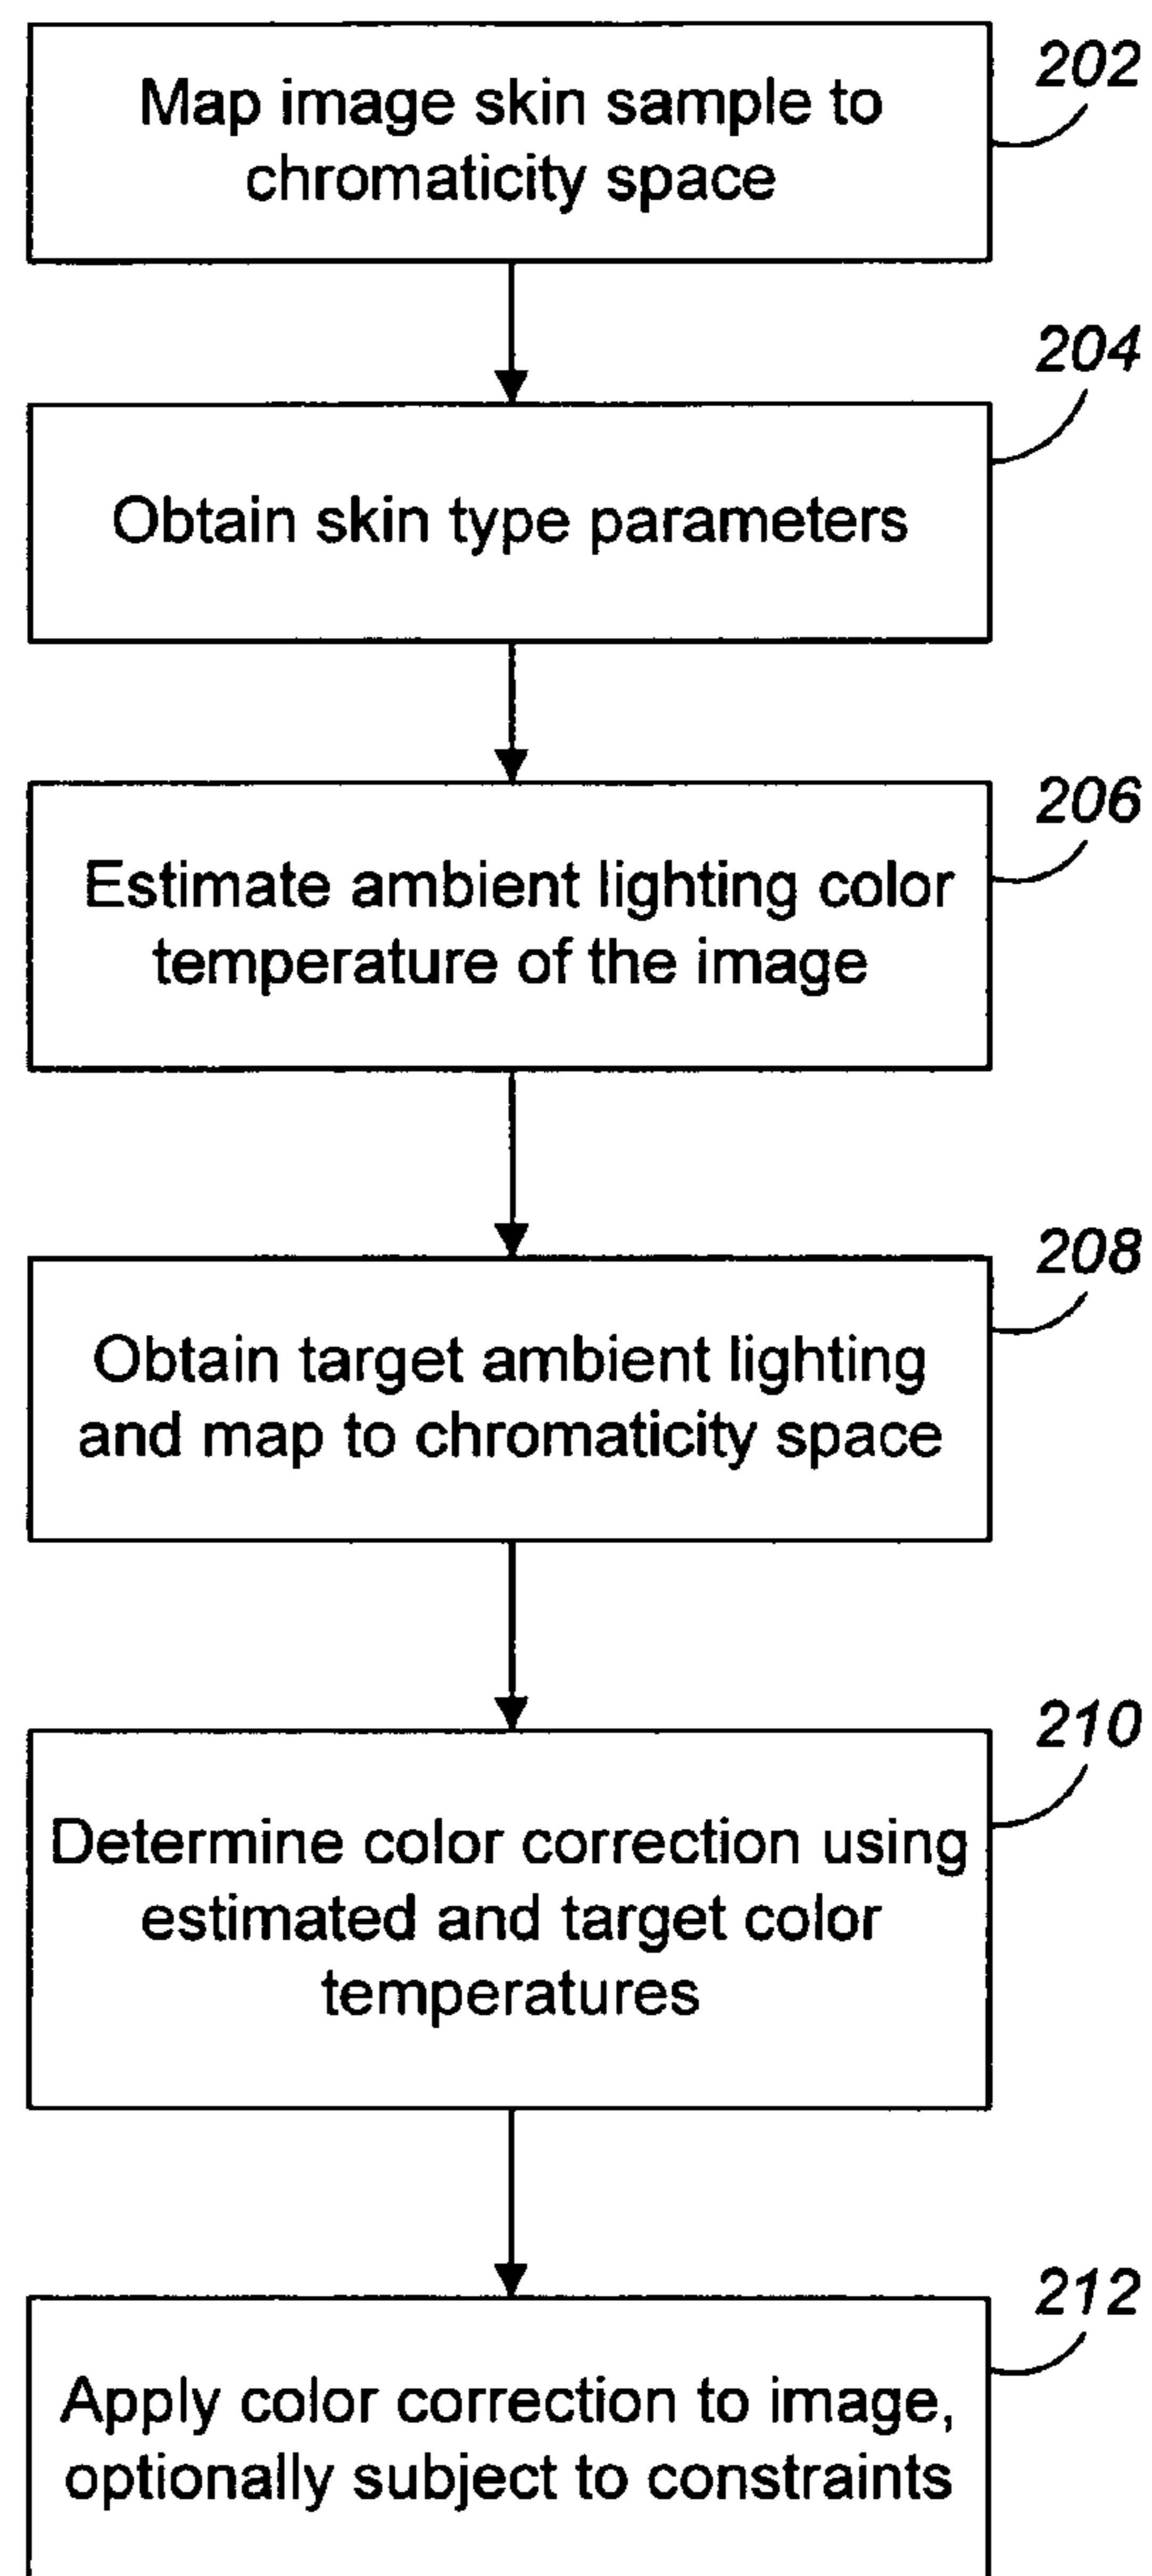 202
Map image skin sample to
chromaticity space
204
Obtain skin type parameters
206
Estimate ambient lighting color
temperature of the image
208
Obtain target ambient lighting
and map to chromaticity space
210
Determine color correction using
estimated and target color
temperatures
212
Apply color correction to image,
optionally subject to constraints